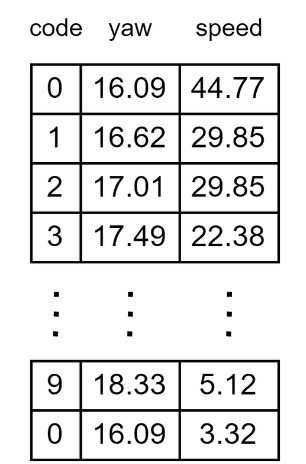 code yaw speed
0 16.09 44.77
1 16.62 29.85
2 17.01 29.85
3 17.49 22.38
9 18.33 5.12
0 16.09 3.32